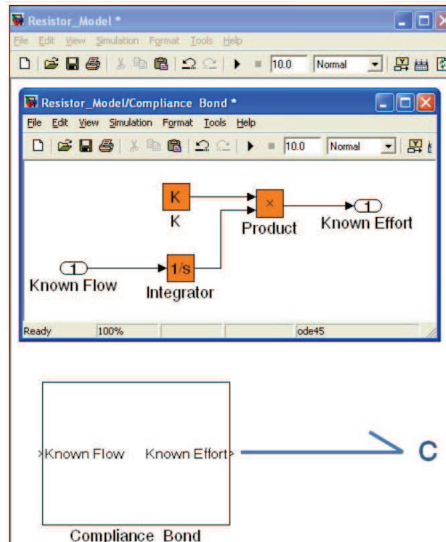 Resistor_Model *
File Edit View Simulation Format Tools Help
10.0 Normal
Resistor_Model/Compliance Bond *
File Edit View Simulation Format Tools Help
10.0 Normal
K
K
×
Product
1
Known Effort
1
Known Flow
1/s
Integrator
Ready 100% ode45
Known Flow Known Effort
C
Compliance Bond